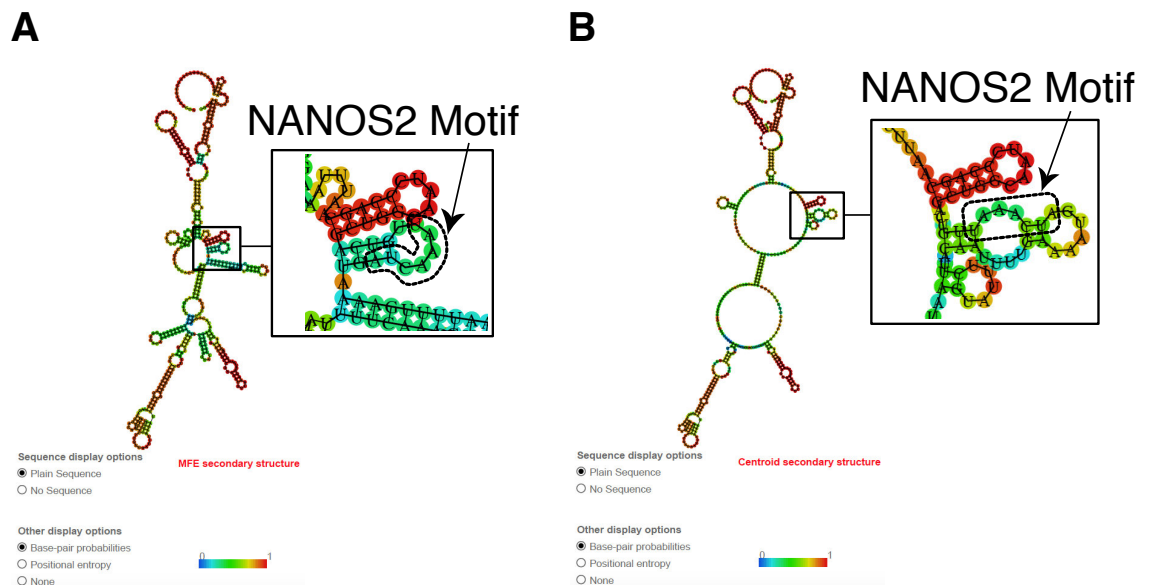 A
B
NANOS2 Motif
NANOS2 Motif
Sequence display options
MFE secondary structure
Plain Sequence
No Sequence
Other display options
Base-pair probabilities
0
1
Positional entropy
None
Sequence display options
Centroid secondary structure
Plain Sequence
No Sequence
Other display options
Base-pair probabilities
0
1
Positional entropy
None